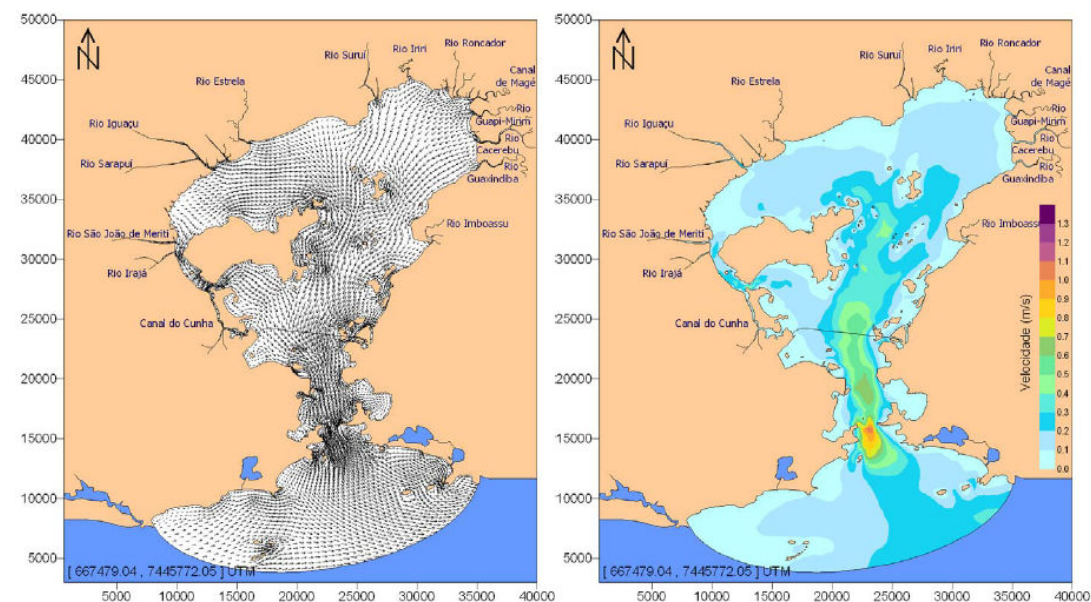 50000
45000
40000
35000
30000
25000
20000
15000
10000
5000
N
Rio Suruí
Rio Iriri
Rio Roncador
Canal
de Magé
Rio Estrela
Rio
Guapi-Mirim
Rio Iguaçu
Rio
Cacerebu
Rio Sarapuí
Rio
Guaxindiba
Rio Imboassu
Rio São João de Meriti
Rio Irajá
Canal do Cunha
[ 667479.04 , 7445772.05 ] UTM
5000 10000 15000 20000 25000 30000 35000 40000
50000
45000
40000
35000
30000
25000
20000
15000
10000
5000
N
Rio Suruí
Rio Iriri
Rio Roncador
Canal
de Magé
Rio Estrela
Rio
Guapi-Mirim
Rio Iguaçu
Rio
Cacerebu
Rio Sarapuí
Rio
Guaxindiba
Rio Imboassu
Rio São João de Meriti
Rio Irajá
Canal do Cunha
Velocidade (m/s)
1.3
1.2
1.1
1.0
0.9
0.8
0.7
0.6
0.5
0.4
0.3
0.2
0.1
0.0
[ 667479.04 , 7445772.05 ] UTM
5000 10000 15000 20000 25000 30000 35000 40000